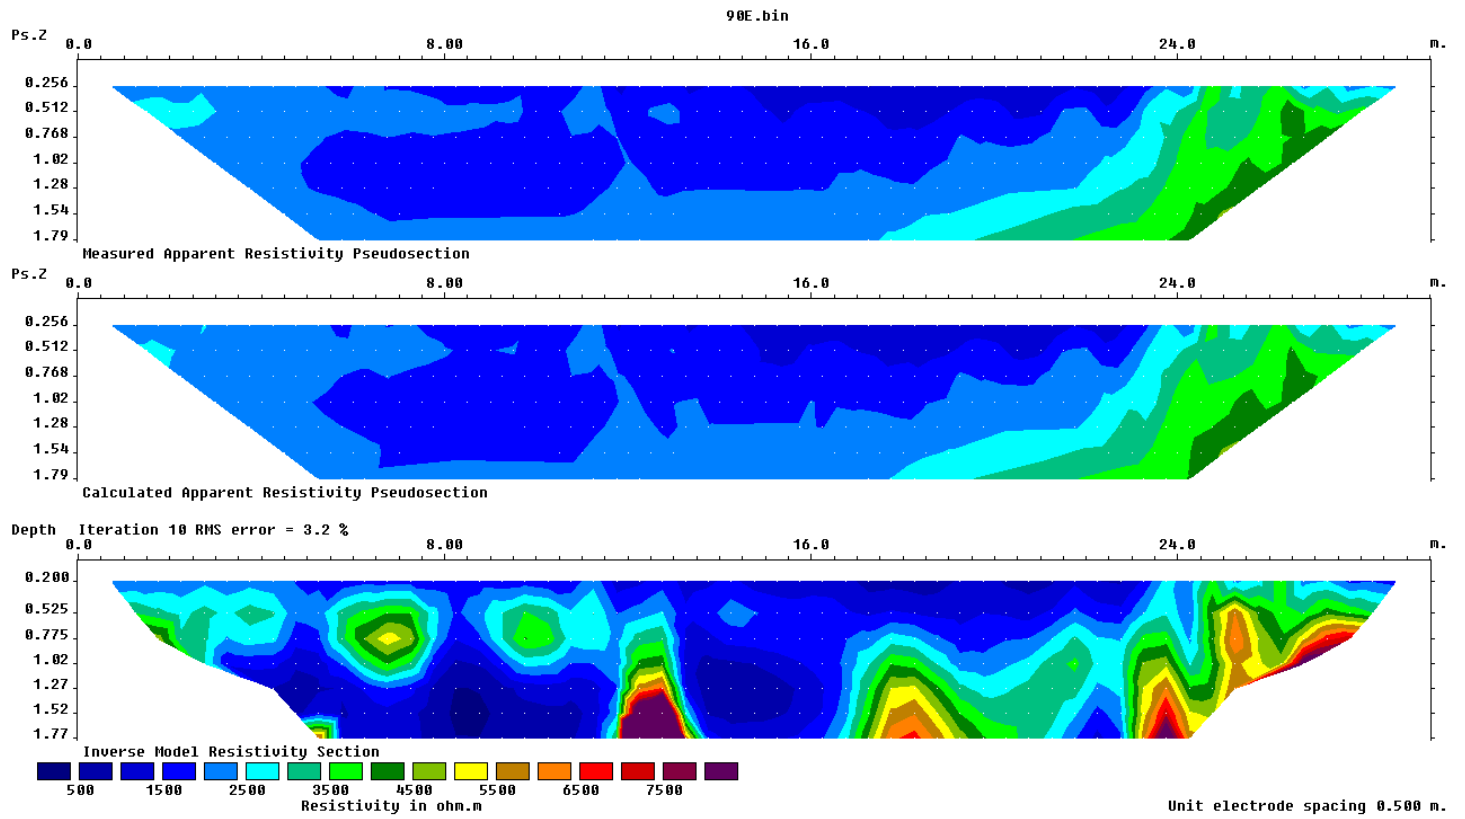 90E.bin
Ps.Z 0.0 8.00 16.0 24.0 m.
0.256
0.512
0.768
1.02
1.28
1.54
1.79
Measured Apparent Resistivity Pseudosection
Ps.Z 0.0 8.00 16.0 24.0 m.
0.256
0.512
0.768
1.02
1.28
1.54
1.79
Calculated Apparent Resistivity Pseudosection
Depth Iteration 10 RMS error = 3.2 %
0.0 8.00 16.0 24.0 m.
0.200
0.525
0.775
1.02
1.27
1.52
1.77
Inverse Model Resistivity Section
500 1500 2500 3500 4500 5500 6500 7500
Resistivity in ohm.m Unit electrode spacing 0.500 m.